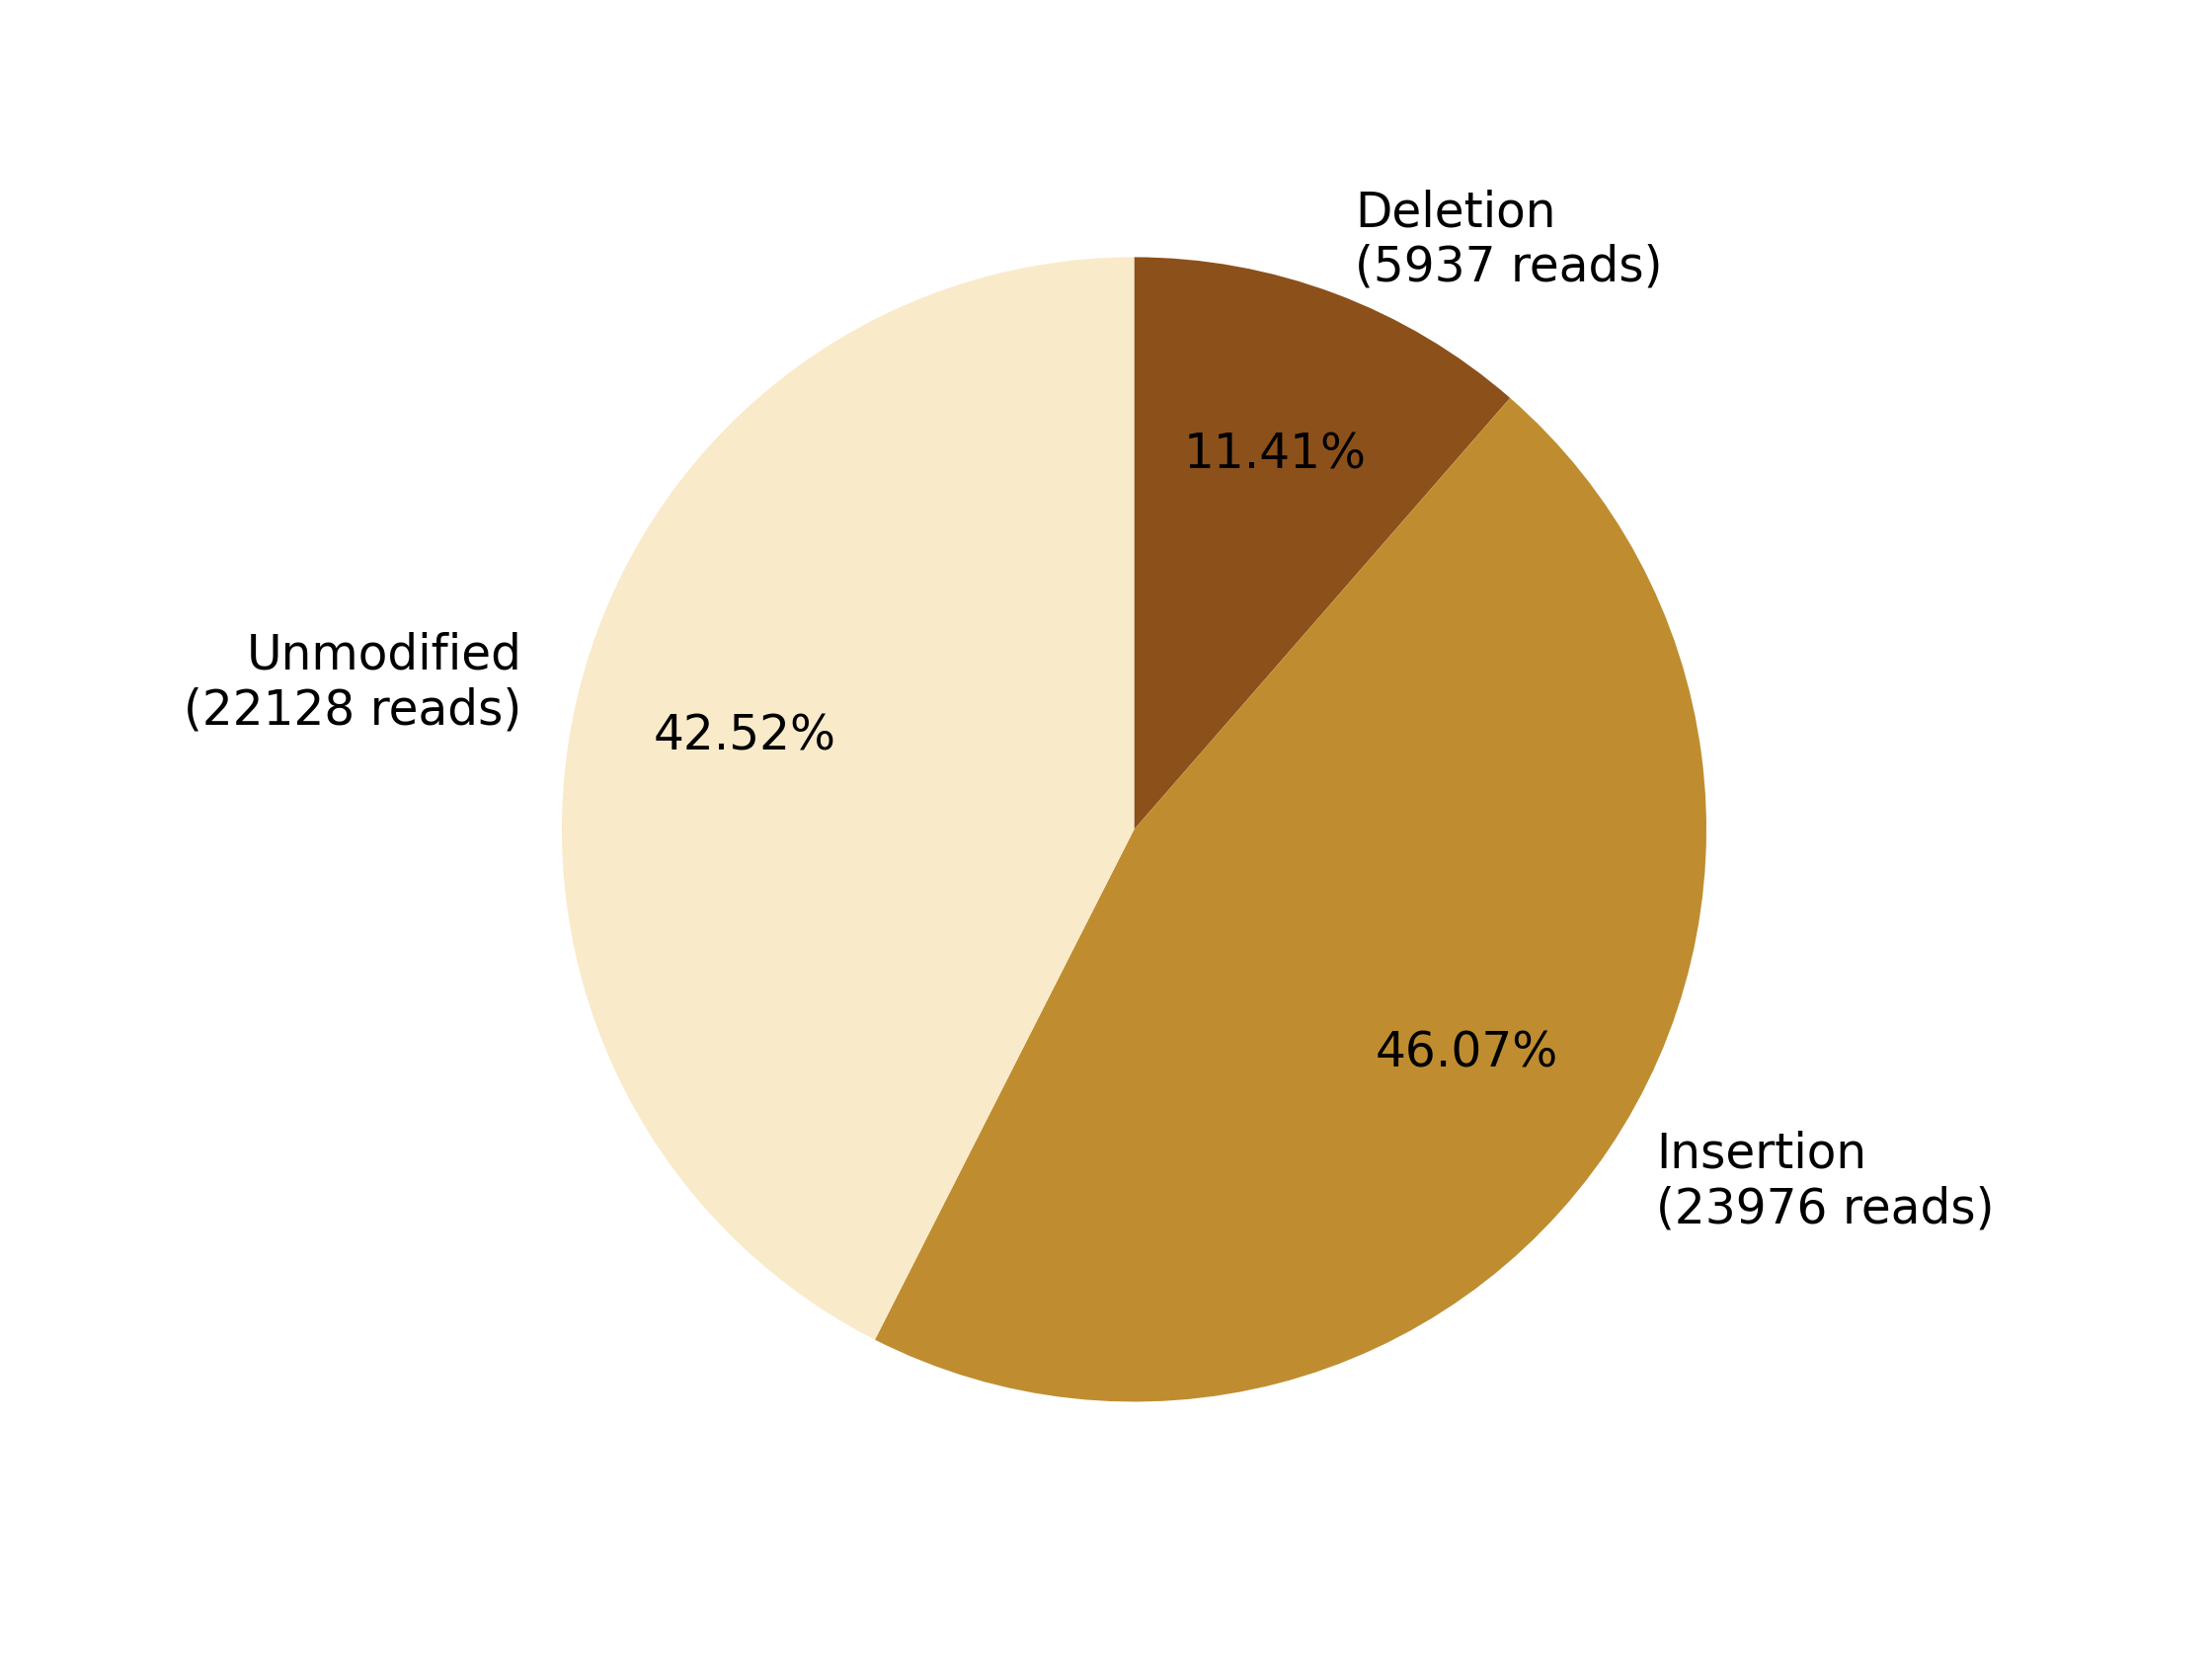 Deletion
(5937 reads)
11.41%
Unmodified
(22128 reads)
42.52%
46.07%
Insertion
(23976 reads)